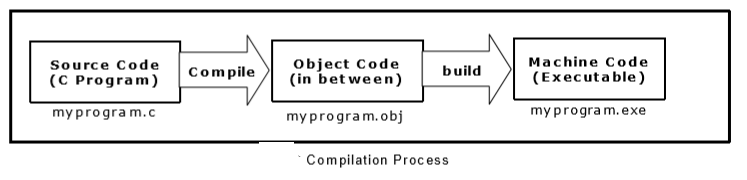 Source Code
(C Program)
Compile
Object Code
(in between)
build
Machine Code
(Executable)
myprogram.c
myprogram.obj
myprogram.exe
Compilation Process